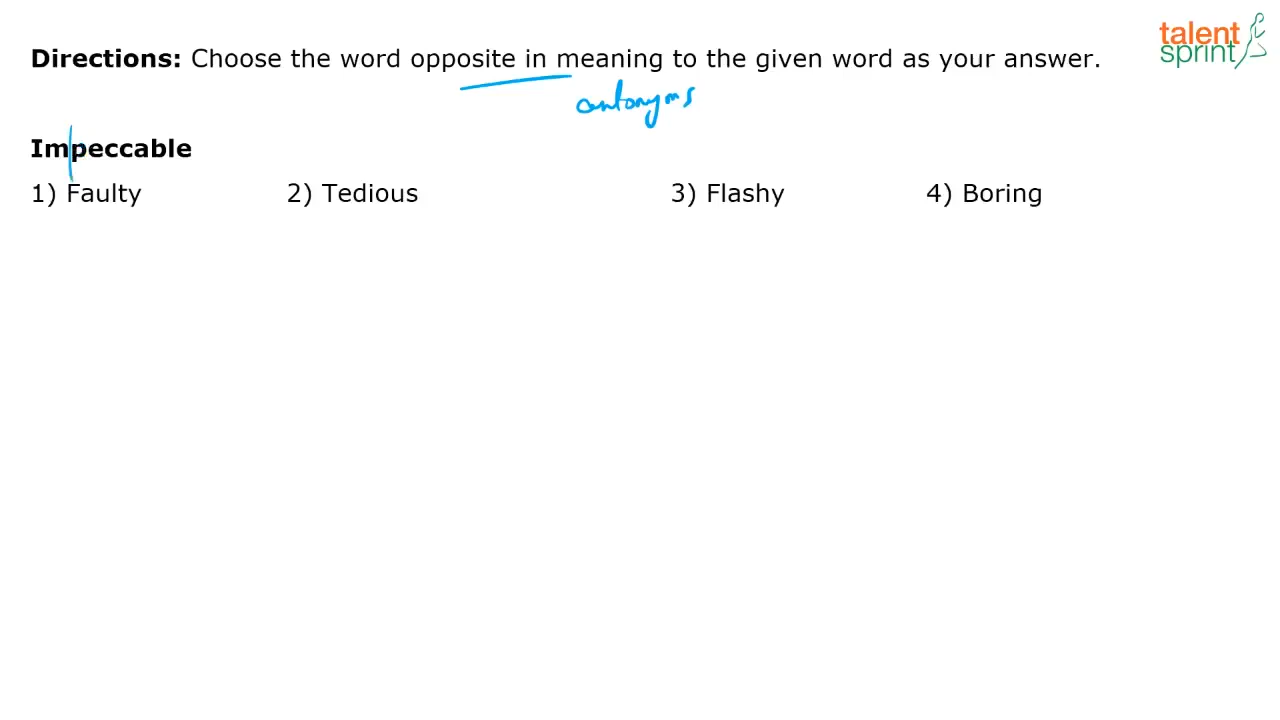 talent
sprint
Directions: Choose the word opposite in meaning to the given word as your answer.
antonyms
Impeccable
1) Faulty 2) Tedious 3) Flashy 4) Boring